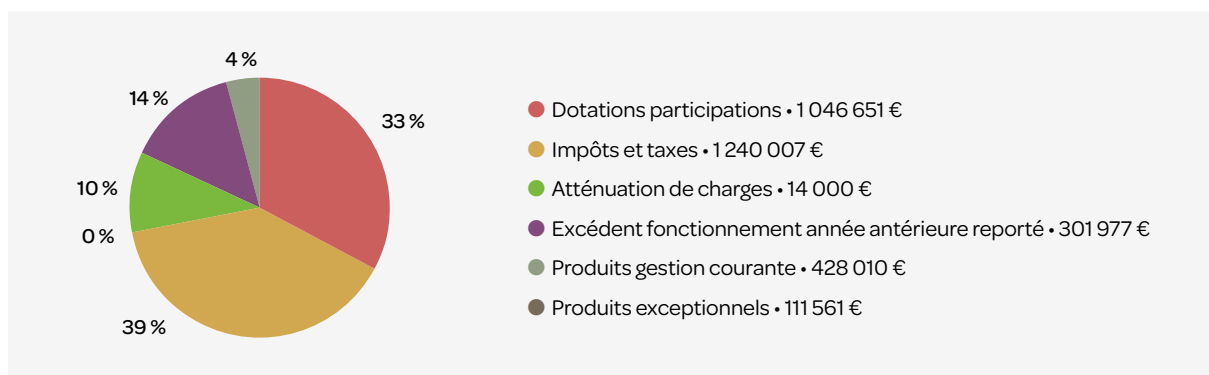 4 %
14 %
33 %
10 %
0 %
39 %
Dotations participations • 1 046 651 €
Impôts et taxes • 1 240 007 €
Atténuation de charges • 14 000 €
Excédent fonctionnement année antérieure reporté • 301 977 €
Produits gestion courante • 428 010 €
Produits exceptionnels • 111 561 €